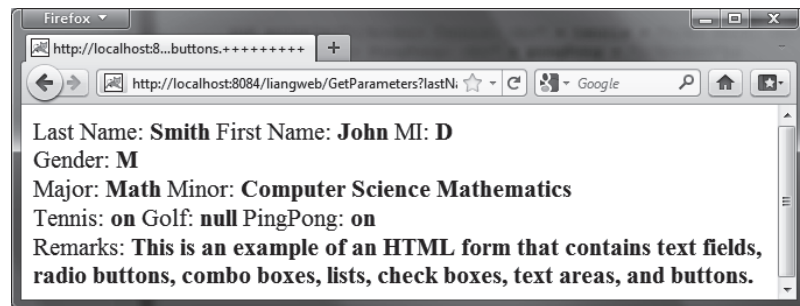 Firefox
http://localhost:8...buttons.+++++++++
http://localhost:8084/liangweb/GetParameters?lastNa
Google
Last Name: Smith First Name: John MI: D
Gender: M
Major: Math Minor: Computer Science Mathematics
Tennis: on Golf: null PingPong: on
Remarks: This is an example of an HTML form that contains text fields,
radio buttons, combo boxes, lists, check boxes, text areas, and buttons.